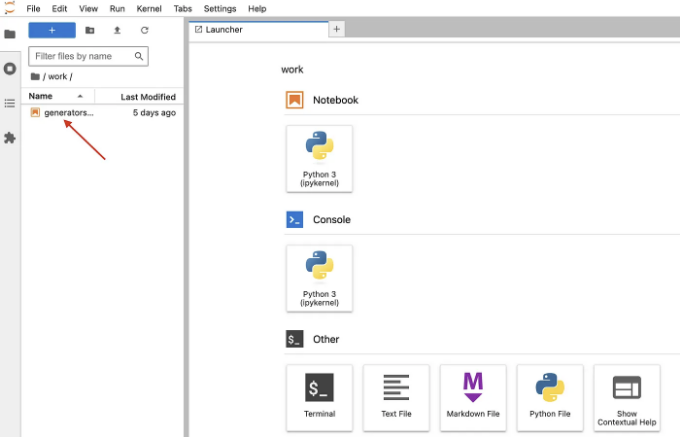 File Edit View Run Kernel Tabs Settings Help
+
Filter files by name
/ work /
Name Last Modified
generators... 5 days ago
Launcher +
work
Notebook
Python 3
(ipykernel)
>_ Console
Python 3
(ipykernel)
$_ Other
$_
Terminal
Text File
M
Markdown File
Python File
Show
Contextual Help